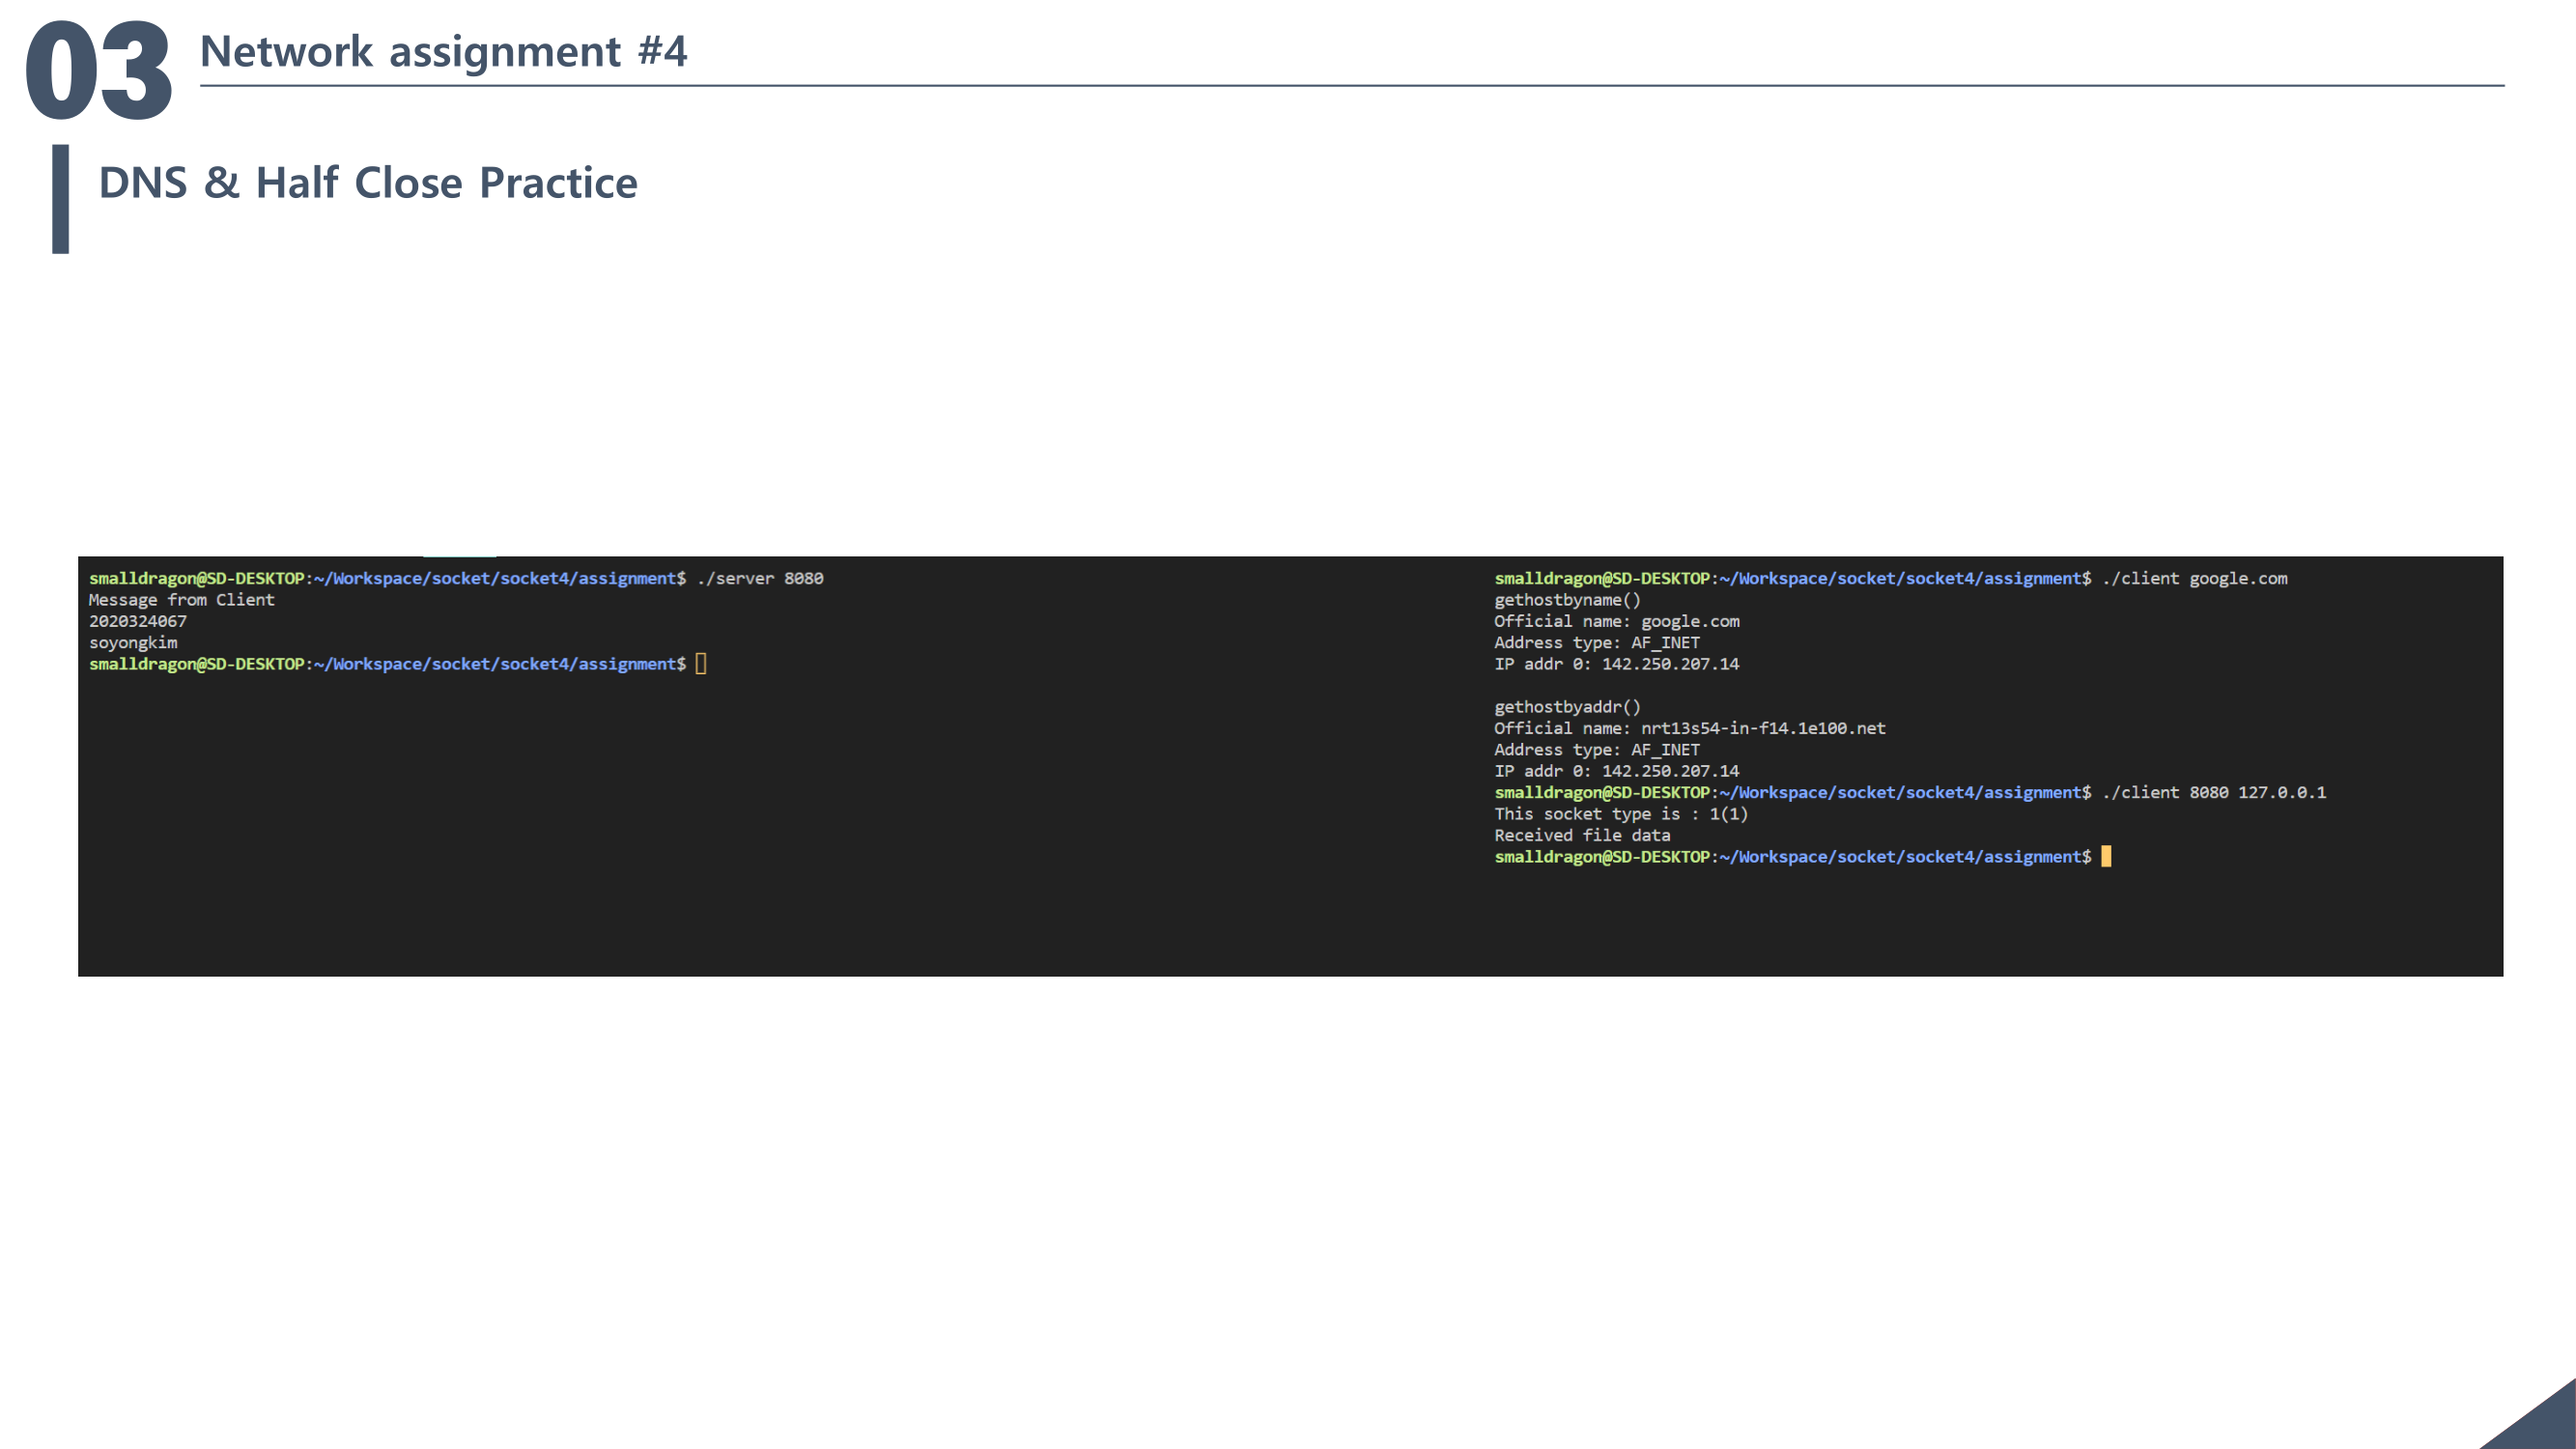 03 Network assignment #4
DNS & Half Close Practice
smalldragon@SD-DESKTOP:~/Workspace/socket/socket4/assignment$ ./server 8080
Message from Client
2020324067
soyongkim
smalldragon@SD-DESKTOP:~/Workspace/socket/socket4/assignment$
smalldragon@SD-DESKTOP:~/Workspace/socket/socket4/assignment$ ./client google.com
gethostbyname()
Official name: google.com
Address type: AF_INET
IP addr 0: 142.250.207.14
gethostbyaddr()
Official name: nrt13s54-in-f14.1e100.net
Address type: AF_INET
IP addr 0: 142.250.207.14
smalldragon@SD-DESKTOP:~/Workspace/socket/socket4/assignment$ ./client 8080 127.0.0.1
This socket type is : 1(1)
Received file data
smalldragon@SD-DESKTOP:~/Workspace/socket/socket4/assignment$